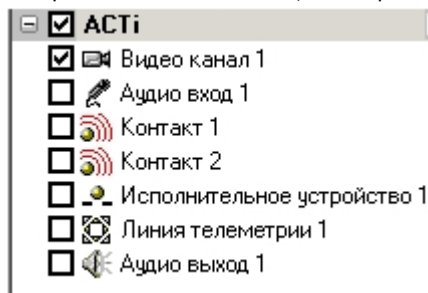 ACTi
Видео канал 1
Аудио вход 1
Контакт 1
Контакт 2
Исполнительное устройство 1
Линия телеметрии 1
Аудио выход 1